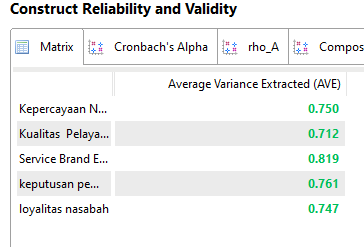 Construct Reliability and Validity
Matrix Cronbach's Alpha rho_A Compos
Average Variance Extracted (AVE)
Kepercayaan N... 0.750
Kualitas Pelaya... 0.712
Service Brand E... 0.819
keputusan pe... 0.761
loyalitas nasabah 0.747